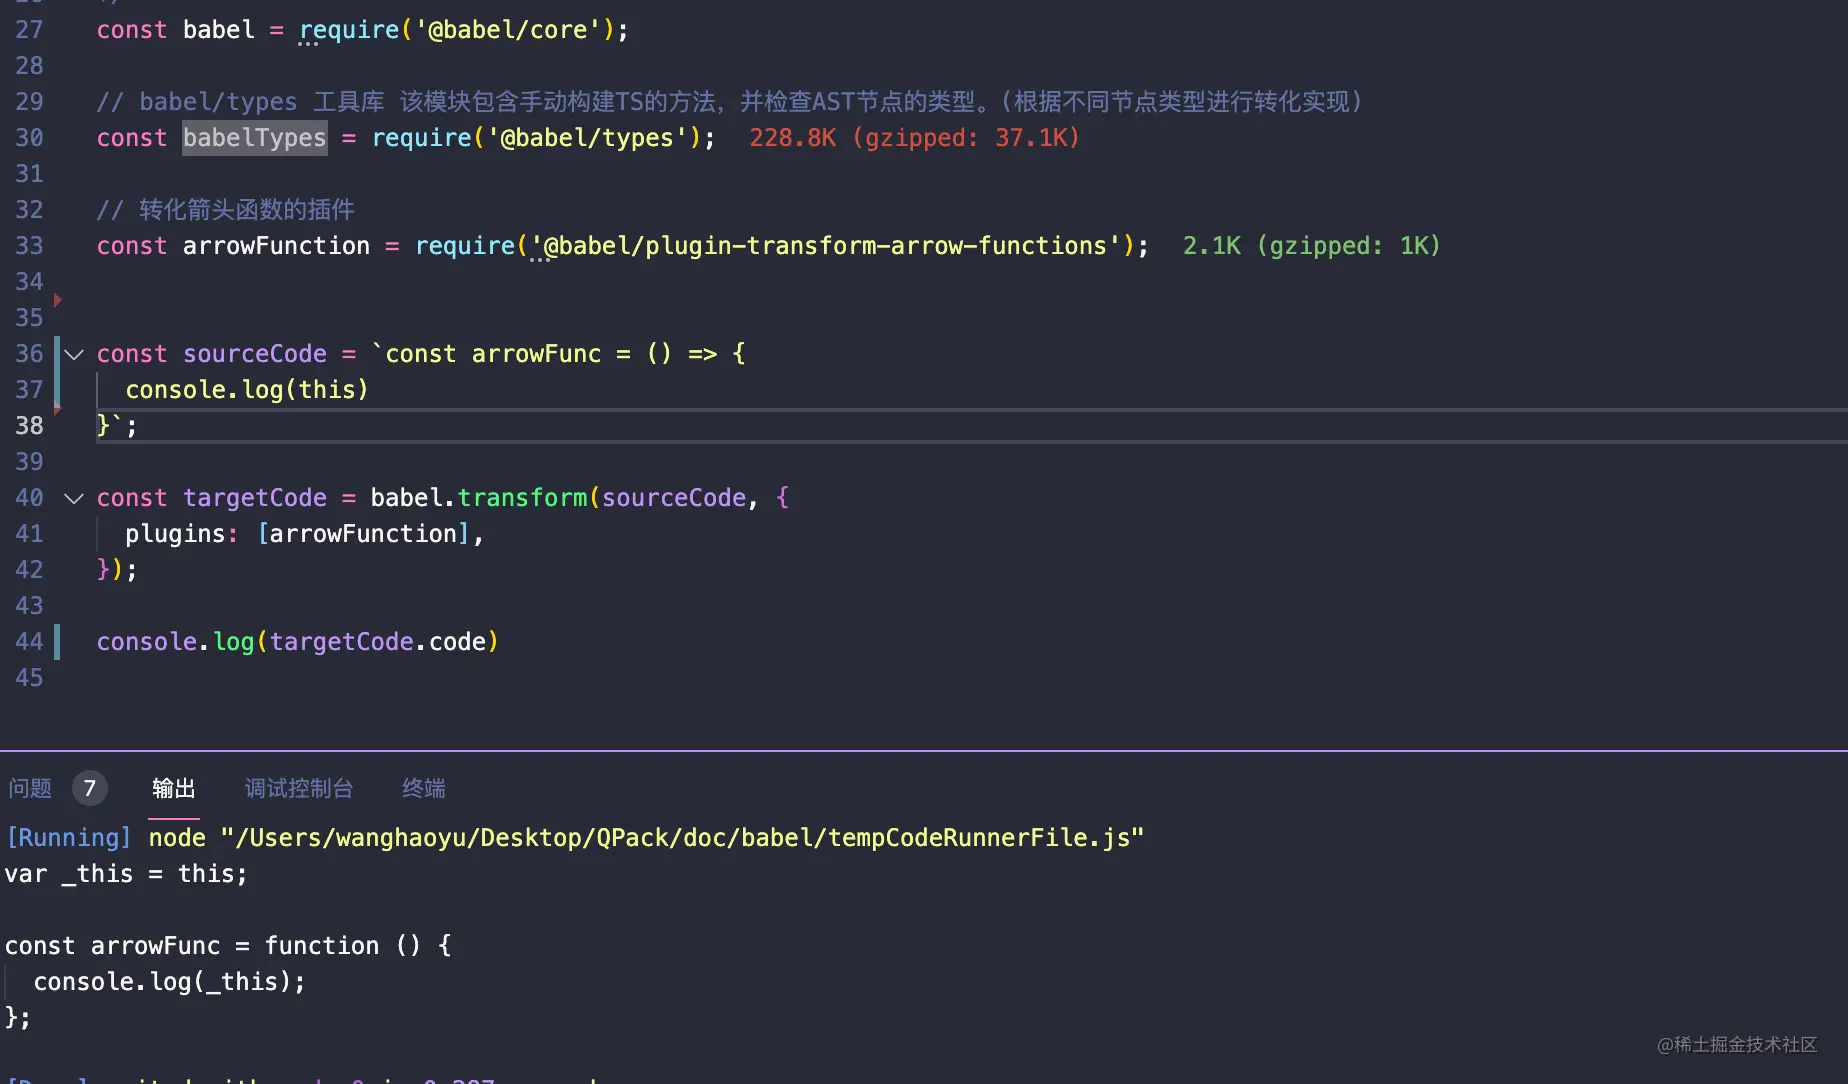 27 const babel = require('@babel/core');
28
29 // babel/types 工具库 该模块包含手动构建TS的方法，并检查AST节点的类型。(根据不同节点类型进行转化实现)
30 const babelTypes = require('@babel/types'); 228.8K (gzipped: 37.1K)
31
32 // 转化箭头函数的插件
33 const arrowFunction = require('@babel/plugin-transform-arrow-functions'); 2.1K (gzipped: 1K)
34
35
36 const sourceCode = `const arrowFunc = () => {
37 console.log(this)
38 }`;
39
40 const targetCode = babel.transform(sourceCode, {
41 plugins: [arrowFunction],
42 });
43
44 console.log(targetCode.code)
45
问题 7 输出 调试控制台 终端
[Running] node "/Users/wanghaoyu/Desktop/QPack/doc/babel/tempCodeRunnerFile.js"
var _this = this;
const arrowFunc = function () {
console.log(_this);
};
@稀土掘金技术社区